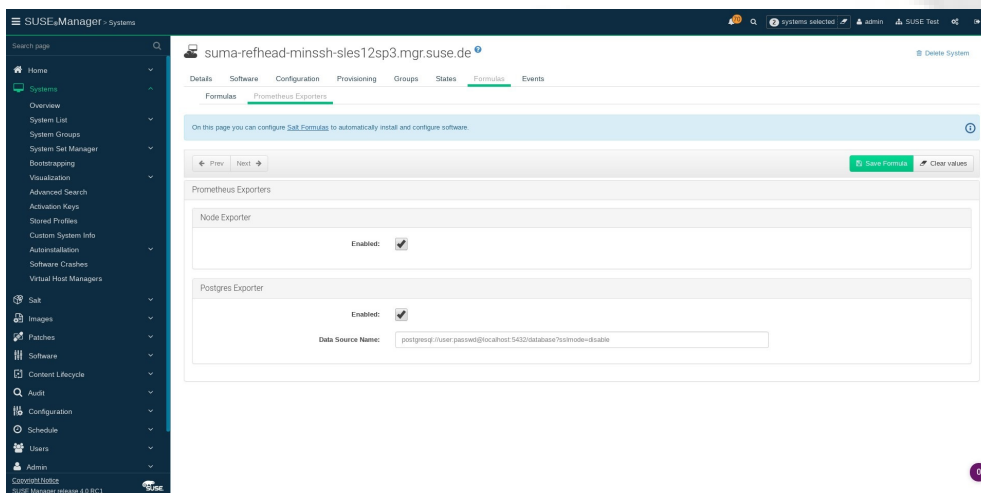 SUSE®Manager > Systems
2 systems selected
admin
SUSE Test
Search page
Home
Systems
Overview
System List
System Groups
System Set Manager
Bootstrapping
Visualization
Advanced Search
Activation Keys
Stored Profiles
Custom System Info
Autoinstallation
Software Crashes
Virtual Host Managers
Salt
Images
Patches
Software
Content Lifecycle
Audit
Configuration
Schedule
Users
Admin
Copyright Notice
SUSE Manager release 4.0 RC1
SUSE
suma-refhead-minssh-sles12sp3.mgr.suse.de ?
Delete System
Details Software Configuration Provisioning Groups States Formulas Events
Formulas Prometheus Exporters
On this page you can configure Salt Formulas to automatically install and configure software.
Prev Next
Save Formula Clear values
Prometheus Exporters
Node Exporter
Enabled:
Postgres Exporter
Enabled:
Data Source Name: postgresql://user:passwd@localhost:5432/database?sslmode=disable